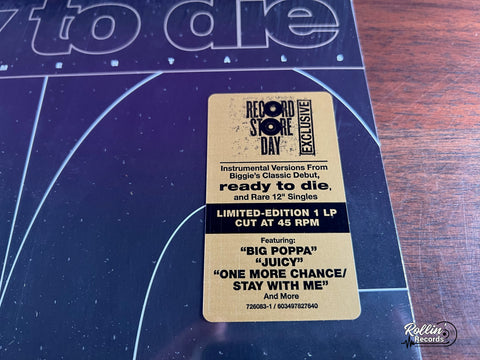 y to die
RECORD
STORE
DAY
EXCLUSIVE
Instrumental Versions From
Biggie's Classic Debut,
ready to die,
and Rare 12" Singles
LIMITED-EDITION 1 LP
CUT AT 45 RPM
Featuring:
"BIG POPPA"
"JUICY"
"ONE MORE CHANCE/
STAY WITH ME"
And More
726083-1 / 603497827640
Rollin'
Records